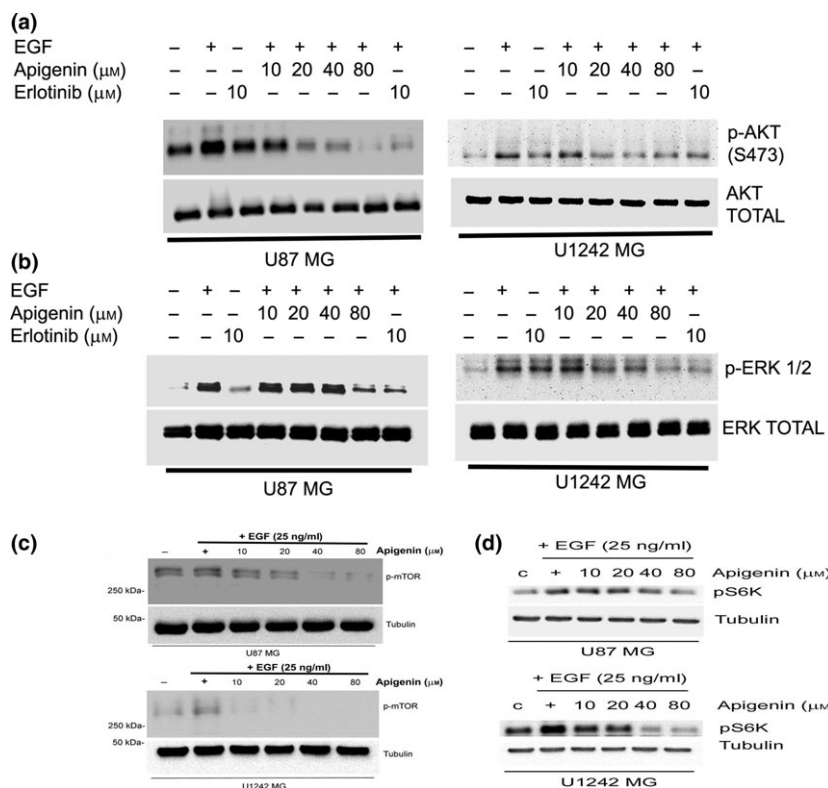 (a)
EGF – + – + + + + +
Apigenin (μM) – – – 10 20 40 80 –
Erlotinib (μM) – – 10 – – – – 10
– + – + + + + +
– – – 10 20 40 80 –
– – 10 – – – – 10
p-AKT
(S473)
AKT
TOTAL
U87 MG
U1242 MG
(b)
EGF – + – + + + + +
Apigenin (μM) – – – 10 20 40 80 –
Erlotinib (μM) – – 10 – – – – 10
– + + + + + + +
– – – 10 20 40 80 –
– – 10 – – – – 10
p-ERK 1/2
ERK TOTAL
U87 MG
U1242 MG
(c)
+ EGF (25 ng/ml)
– + 10 20 40 80 Apigenin (μM)
p-mTOR
250 kDa-
50 kDa-
Tubulin
U87 MG
+ EGF (25 ng/ml)
– + 10 20 40 80 Apigenin (μM)
p-mTOR
250 kDa-
50 kDa-
Tubulin
U1242 MG
(d)
+ EGF (25 ng/ml)
c + 10 20 40 80 Apigenin (μM)
pS6K
Tubulin
U87 MG
+ EGF (25 ng/ml)
c + 10 20 40 80 Apigenin (μM)
pS6K
Tubulin
U1242 MG